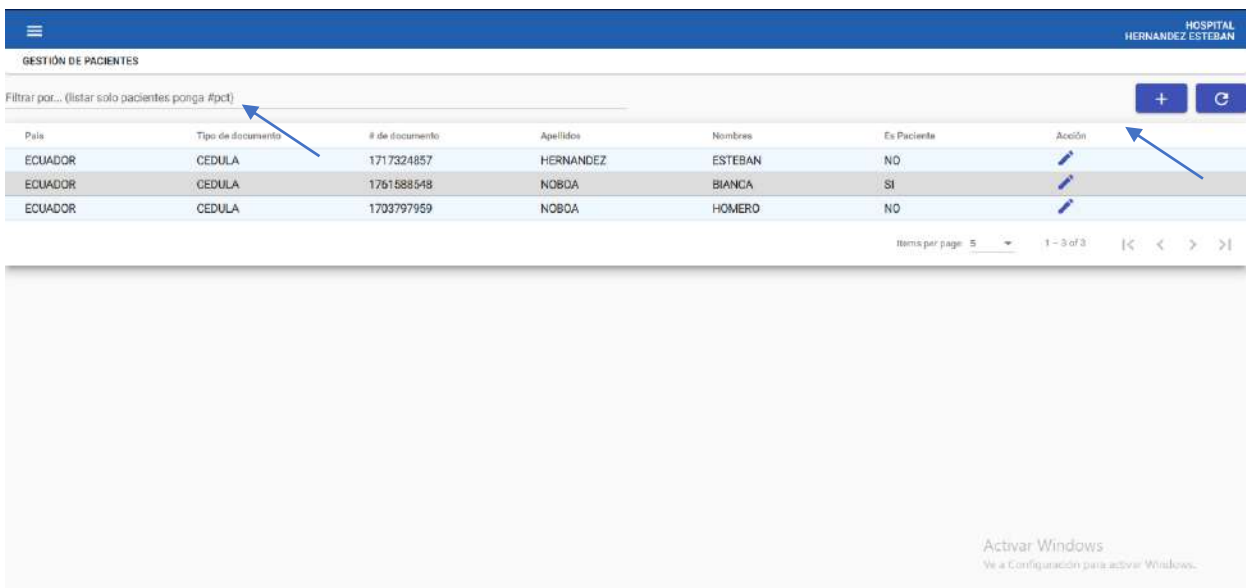 HOSPITAL
HERNANDEZ ESTEBAN
GESTIÓN DE PACIENTES
Filtrar por... (listar solo pacientes ponga #pct)
País Tipo de documento # de documento Apellidos Nombres Es Paciente Acción
ECUADOR CEDULA 1717324857 HERNANDEZ ESTEBAN NO
ECUADOR CEDULA 1761588548 NOBOA BIANCA SI
ECUADOR CEDULA 1703797959 NOBOA HOMERO NO
Items per page 5 1 – 3 of 3
Activar Windows
Ve a Configuración para activar Windows.